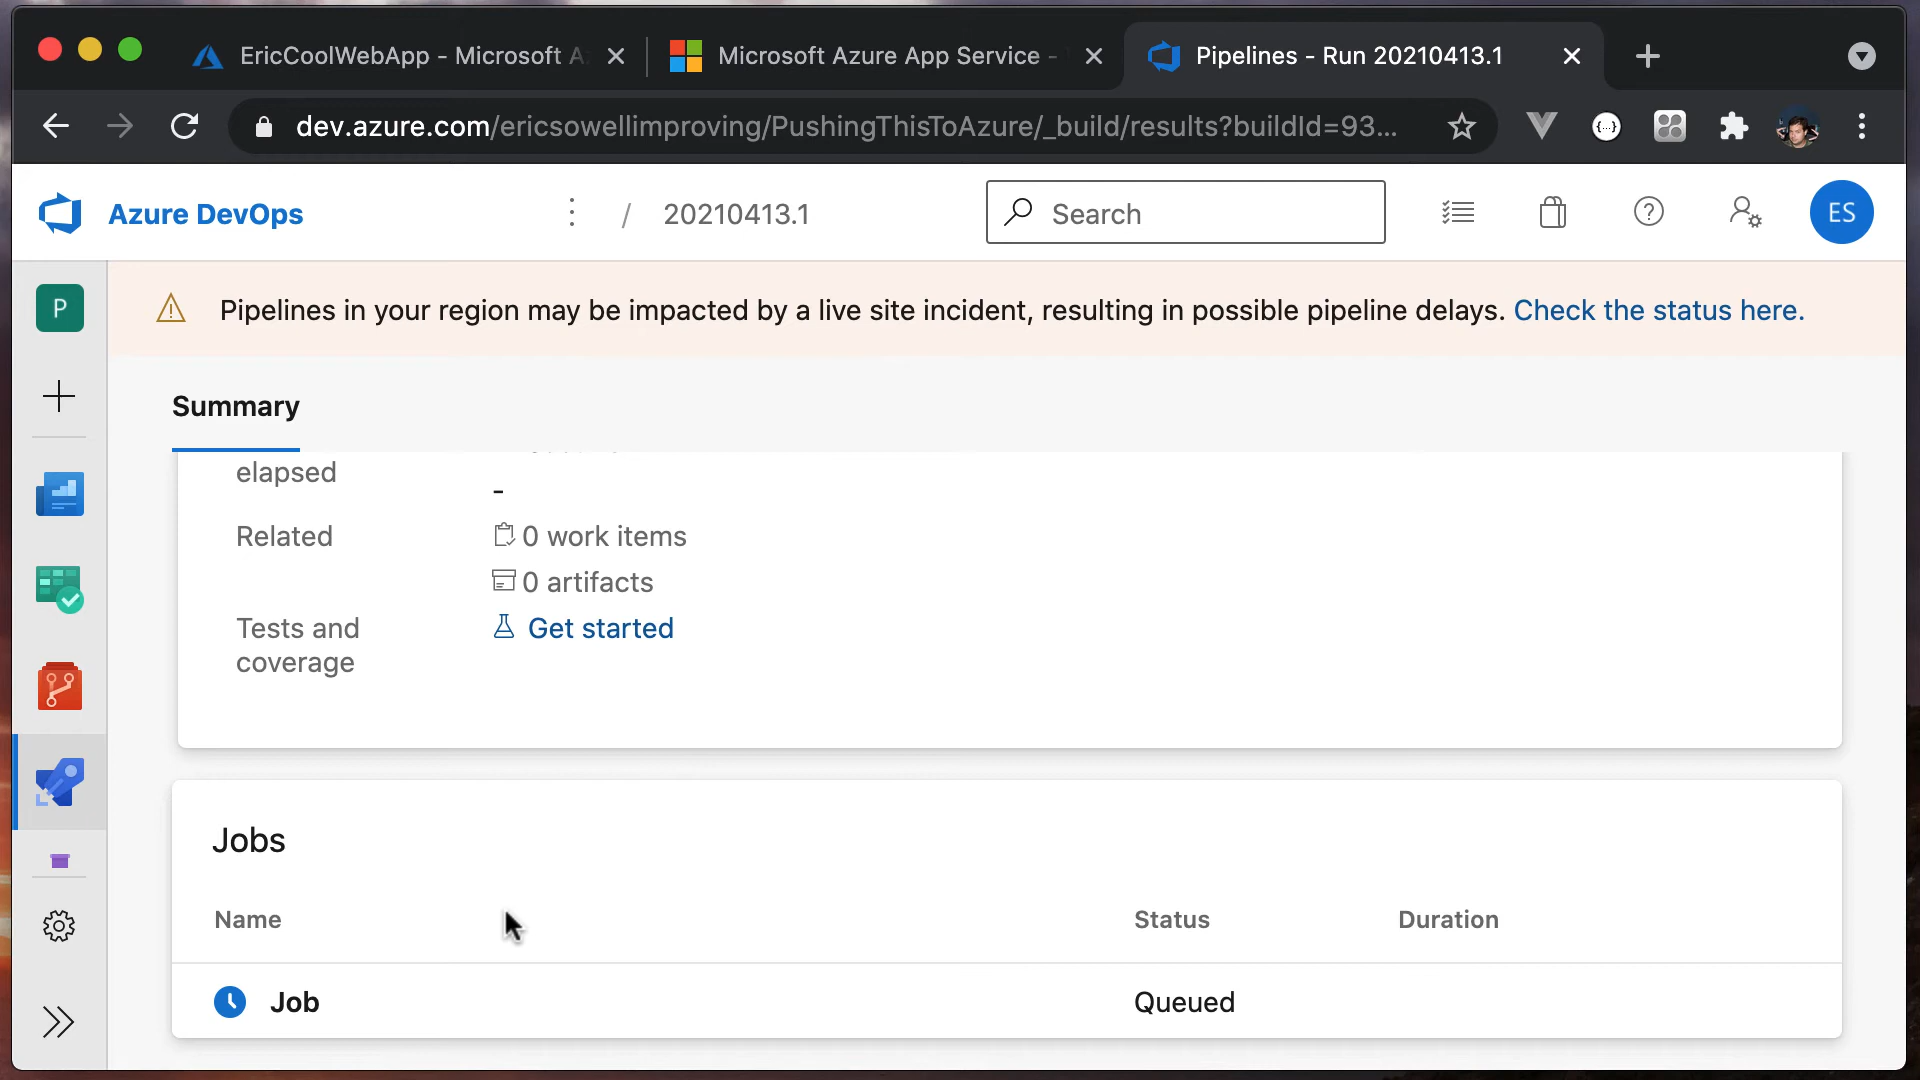 EricCoolWebApp - Microsoft A
Microsoft Azure App Service -
Pipelines - Run 20210413.1
dev.azure.com/ericsowellimproving/PushingThisToAzure/_build/results?buildId=93...
{...}
Azure DevOps
/ 20210413.1
Search
ES
P
Pipelines in your region may be impacted by a live site incident, resulting in possible pipeline delays. Check the status here.
Summary
elapsed
-
Related
0 work items
0 artifacts
Tests and
coverage
Get started
Jobs
Name Status Duration
Job Queued